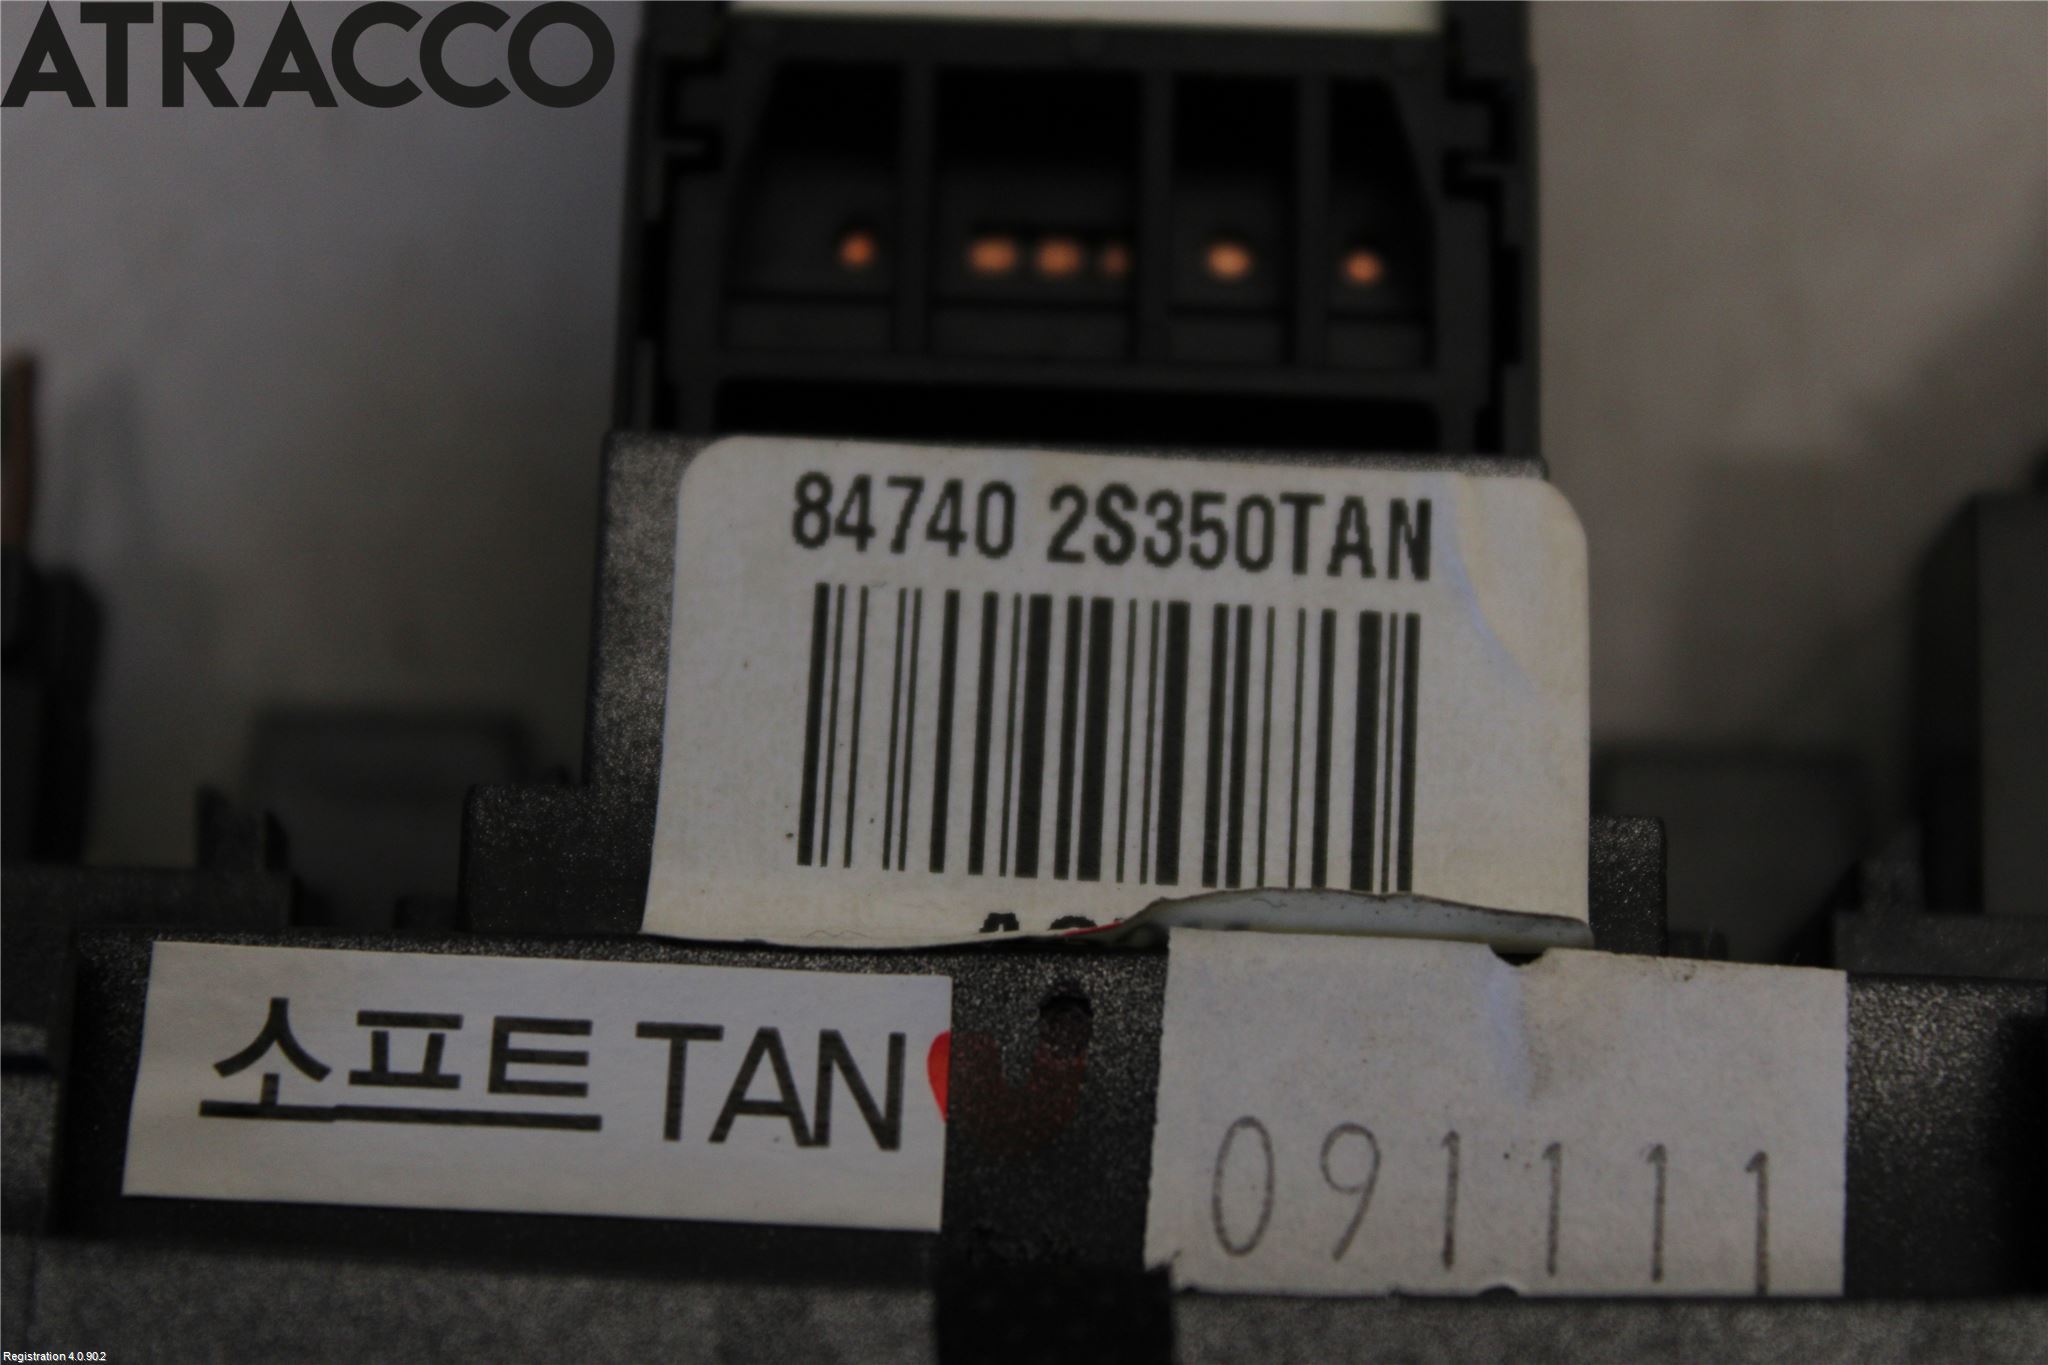 ATRACCO
84740 2S350TAN
소프트 TAN
091111
Registration 4.0.90.2